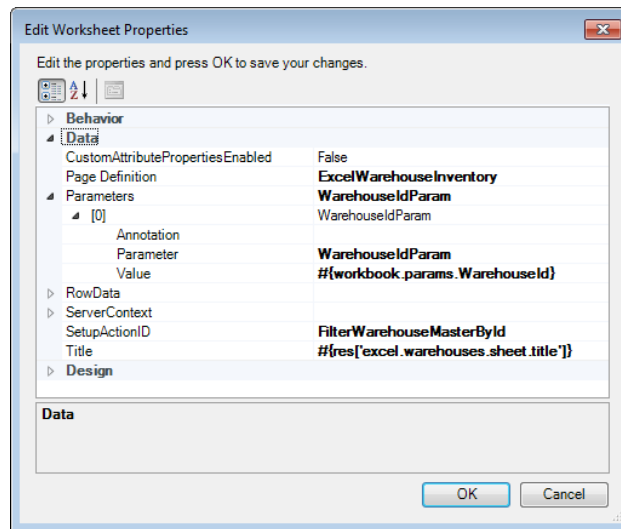 Edit Worksheet Properties
Edit the properties and press OK to save your changes.
Behavior
Data
CustomAttributePropertiesEnabled False
Page Definition ExcelWarehouseInventory
Parameters WarehouseIdParam
[0] WarehouseIdParam
Annotation
Parameter WarehouseIdParam
Value #{workbook.params.WarehouseId}
RowData
ServerContext
SetupActionID FilterWarehouseMasterById
Title #{res['excel.warehouses.sheet.title']}
Design
Data
OK Cancel